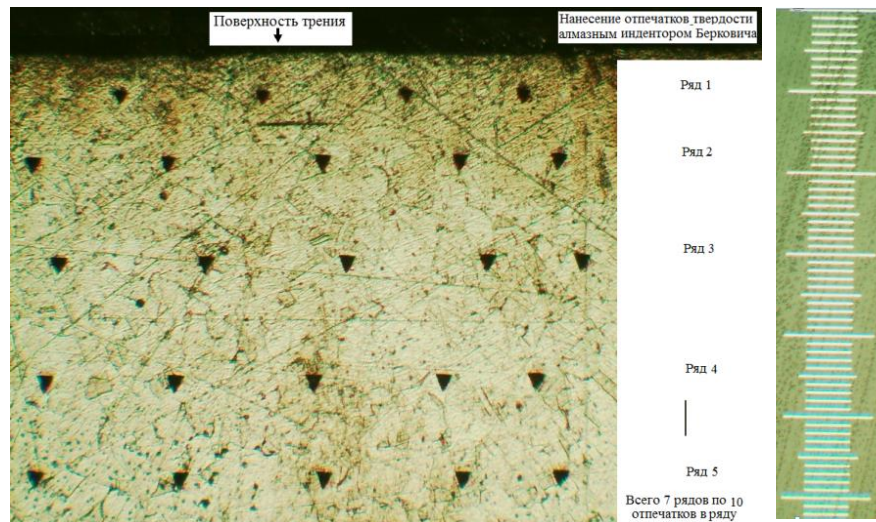 Поверхность трения
Нанесение отпечатков твердости
алмазным индентором Берковича
Ряд 1
Ряд 2
Ряд 3
Ряд 4
Ряд 5
Всего 7 рядов по 10
отпечатков в ряду